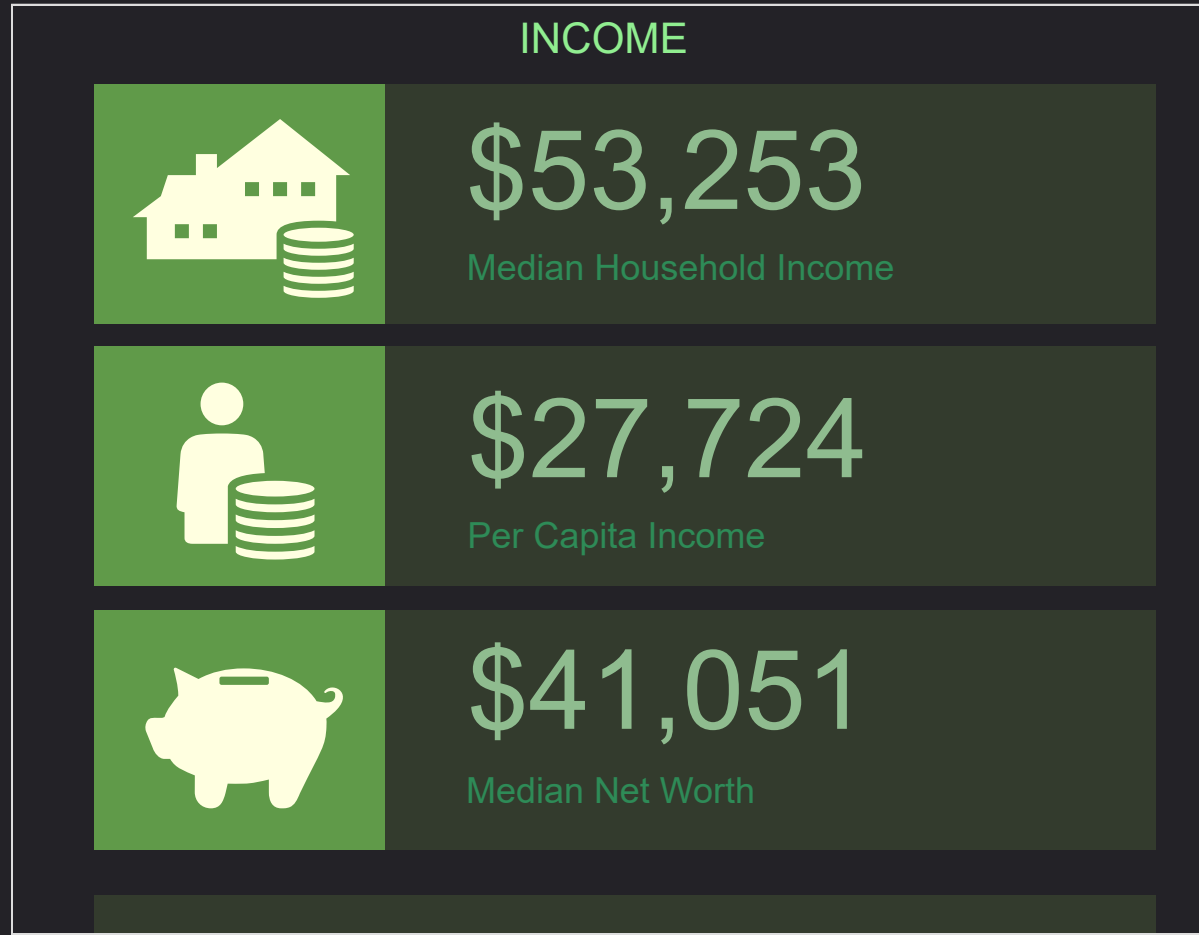 INCOME
$53,253
Median Household Income
$27,724
Per Capita Income
$41,051
Median Net Worth